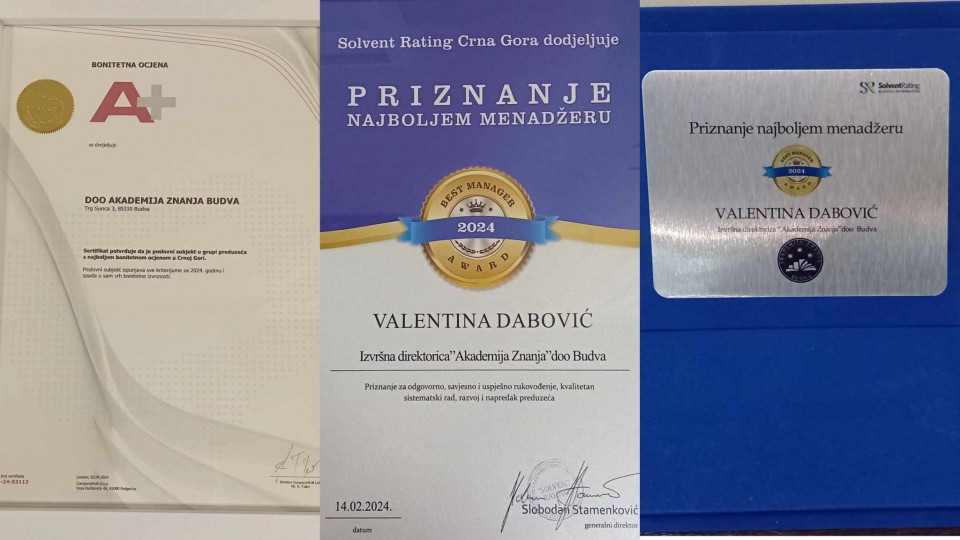 BONITETNA OCJENA
A+
se dodjeljuje
DOO AKADEMIJA ZNANJA BUDVA
Trg Sunca 3, 85310 Budva
Sertifikat potvrđuje da je poslovni subjekt u grupi preduzeća
s najboljom bonitetnom ocjenom u Crnoj Gori.
Poslovni subjekt ispunjava sve kriterijume za 2024. godinu i
spada u sam vrh bonitetne izvrsnosti.
Solvent Rating Crna Gora dodjeljuje
PRIZNANJE
NAJBOLJEM MENADŽERU
BEST MANAGER
2024
AWARD
VALENTINA DABOVIĆ
Izvršna direktorica”Akademija Znanja”doo Budva
Priznanje za odgovorno, savjesno i uspješno rukovođenje, kvalitetan
sistematski rad, razvoj i napredak preduzeća
14.02.2024.
datum
Slobodan Stamenković
generalni direktor
SR SolventRating
Priznanje najboljem menadžeru
BEST MANAGER
2024
AWARD
VALENTINA DABOVIĆ
Izvršna direktorica “Akademija Znanja”doo Budva